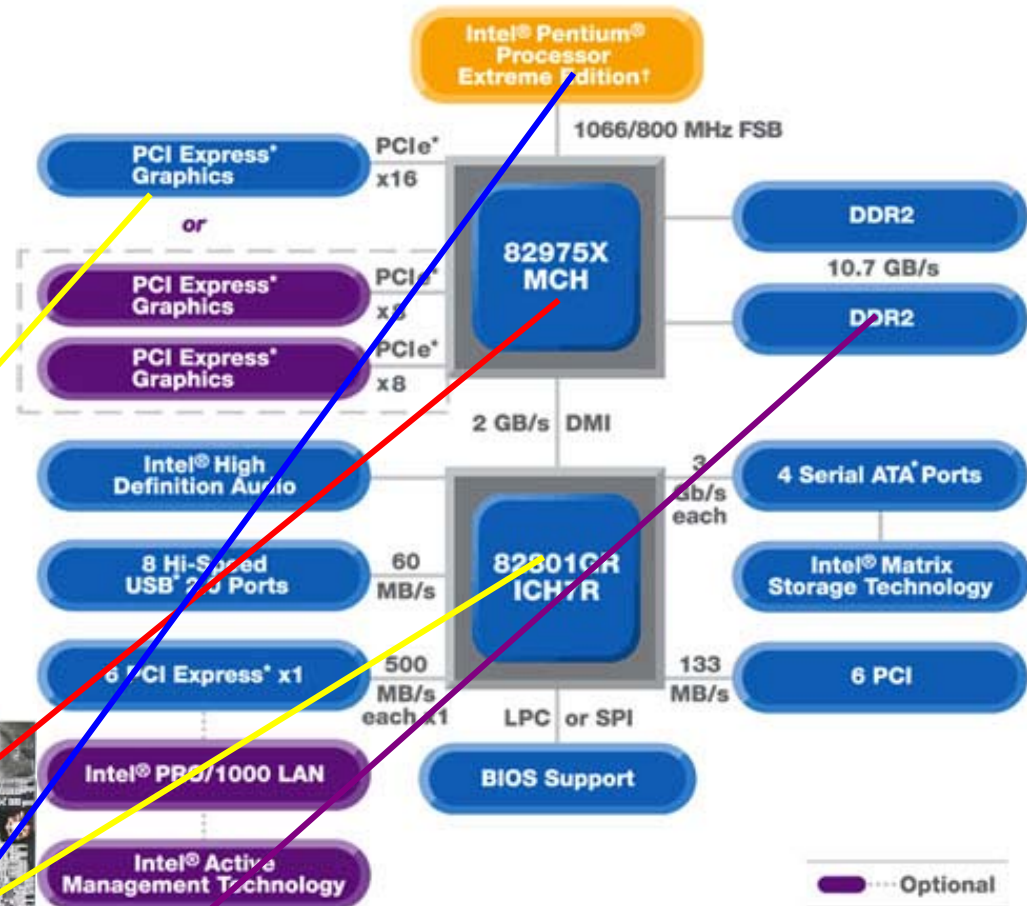 Intel® Pentium®
Processor
Extreme Edition†
1066/800 MHz FSB
PCI Express*
Graphics
PCIe*
x16
or
PCI Express*
Graphics
PCIe*
x8
PCI Express*
Graphics
PCIe*
x8
82975X
MCH
DDR2
10.7 GB/s
DDR2
2 GB/s DMI
Intel® High
Definition Audio
8 Hi-Speed
USB* 2.0 Ports
60
MB/s
6 PCI Express* x1
500
MB/s
each x1
82801GR
ICH7R
3
Gb/s
each
4 Serial ATA* Ports
Intel® Matrix
Storage Technology
133
MB/s
6 PCI
LPC or SPI
BIOS Support
Intel® PRO/1000 LAN
Intel® Active
Management Technology
Optional